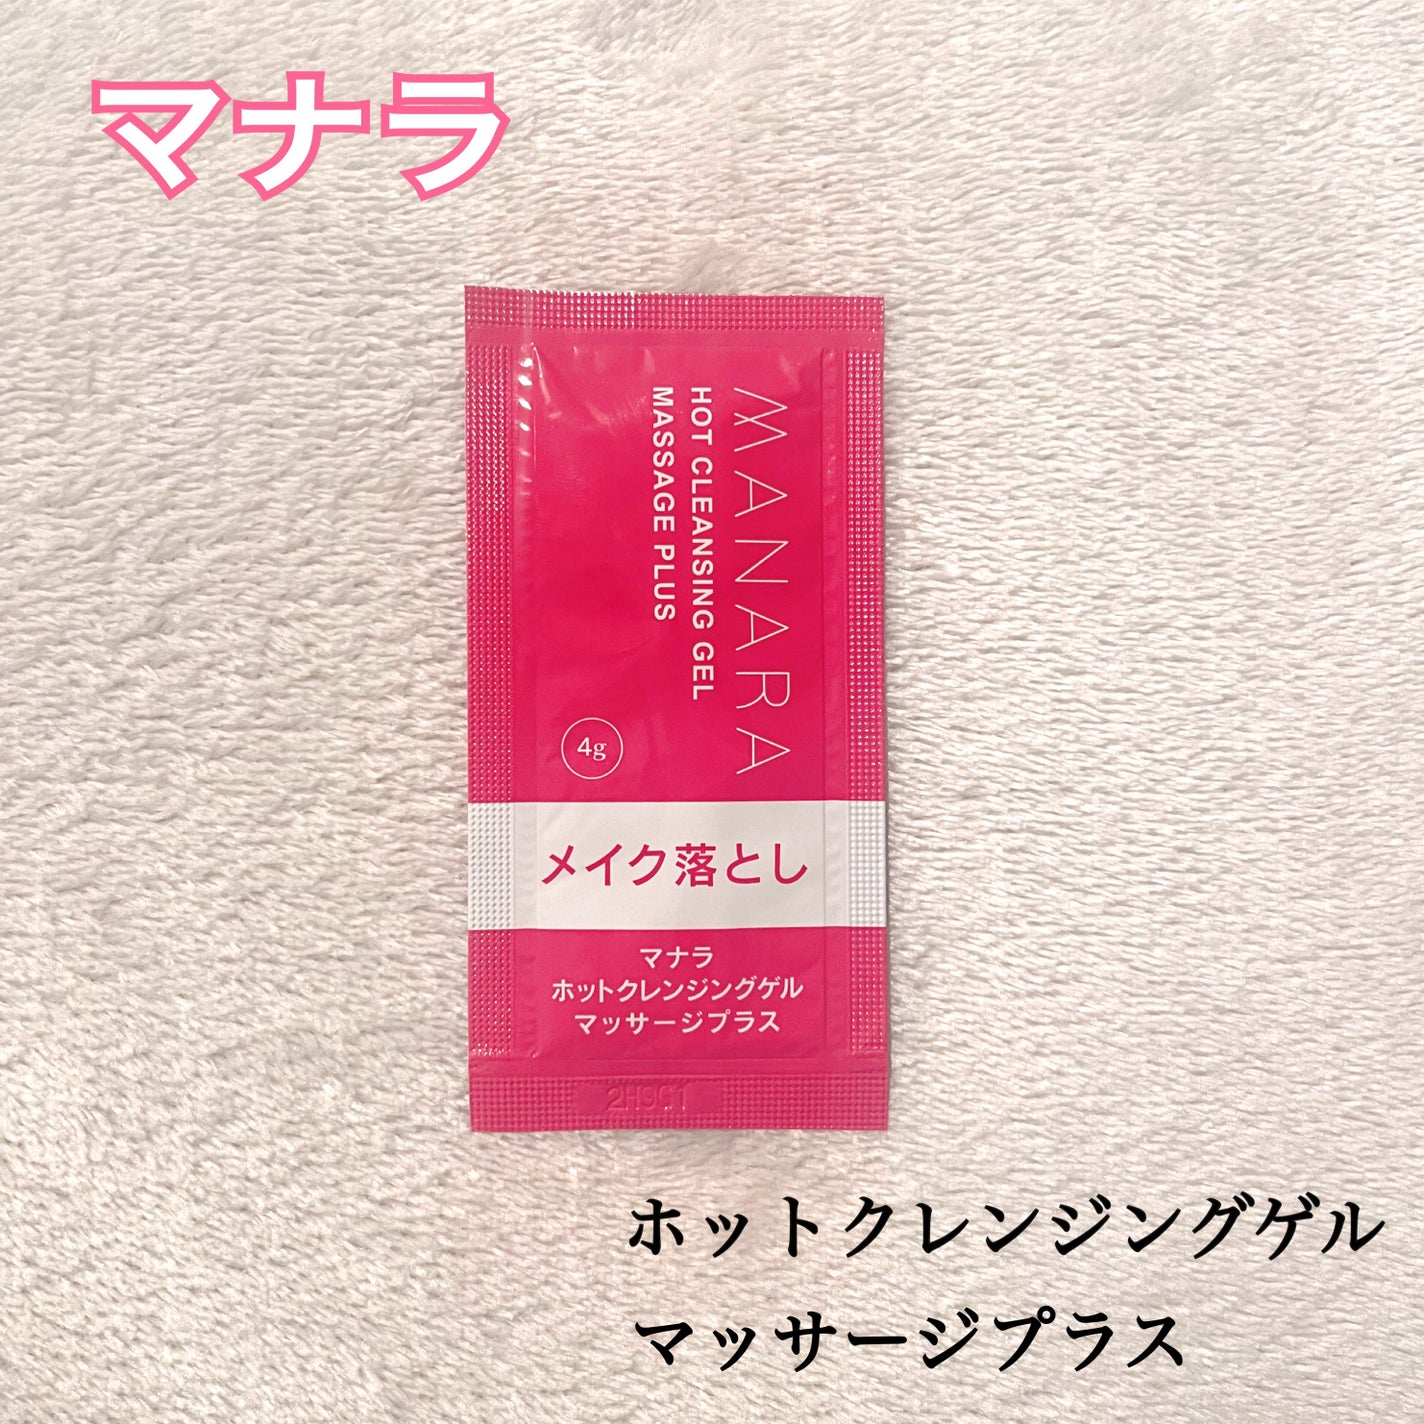 マナラ
MANARA
HOT CLEANSING GEL
MASSAGE PLUS
4g
メイク落とし
マナラ
ホットクレンジングゲル
マッサージプラス
2H9G1
ホットクレンジングゲル
マッサージプラス